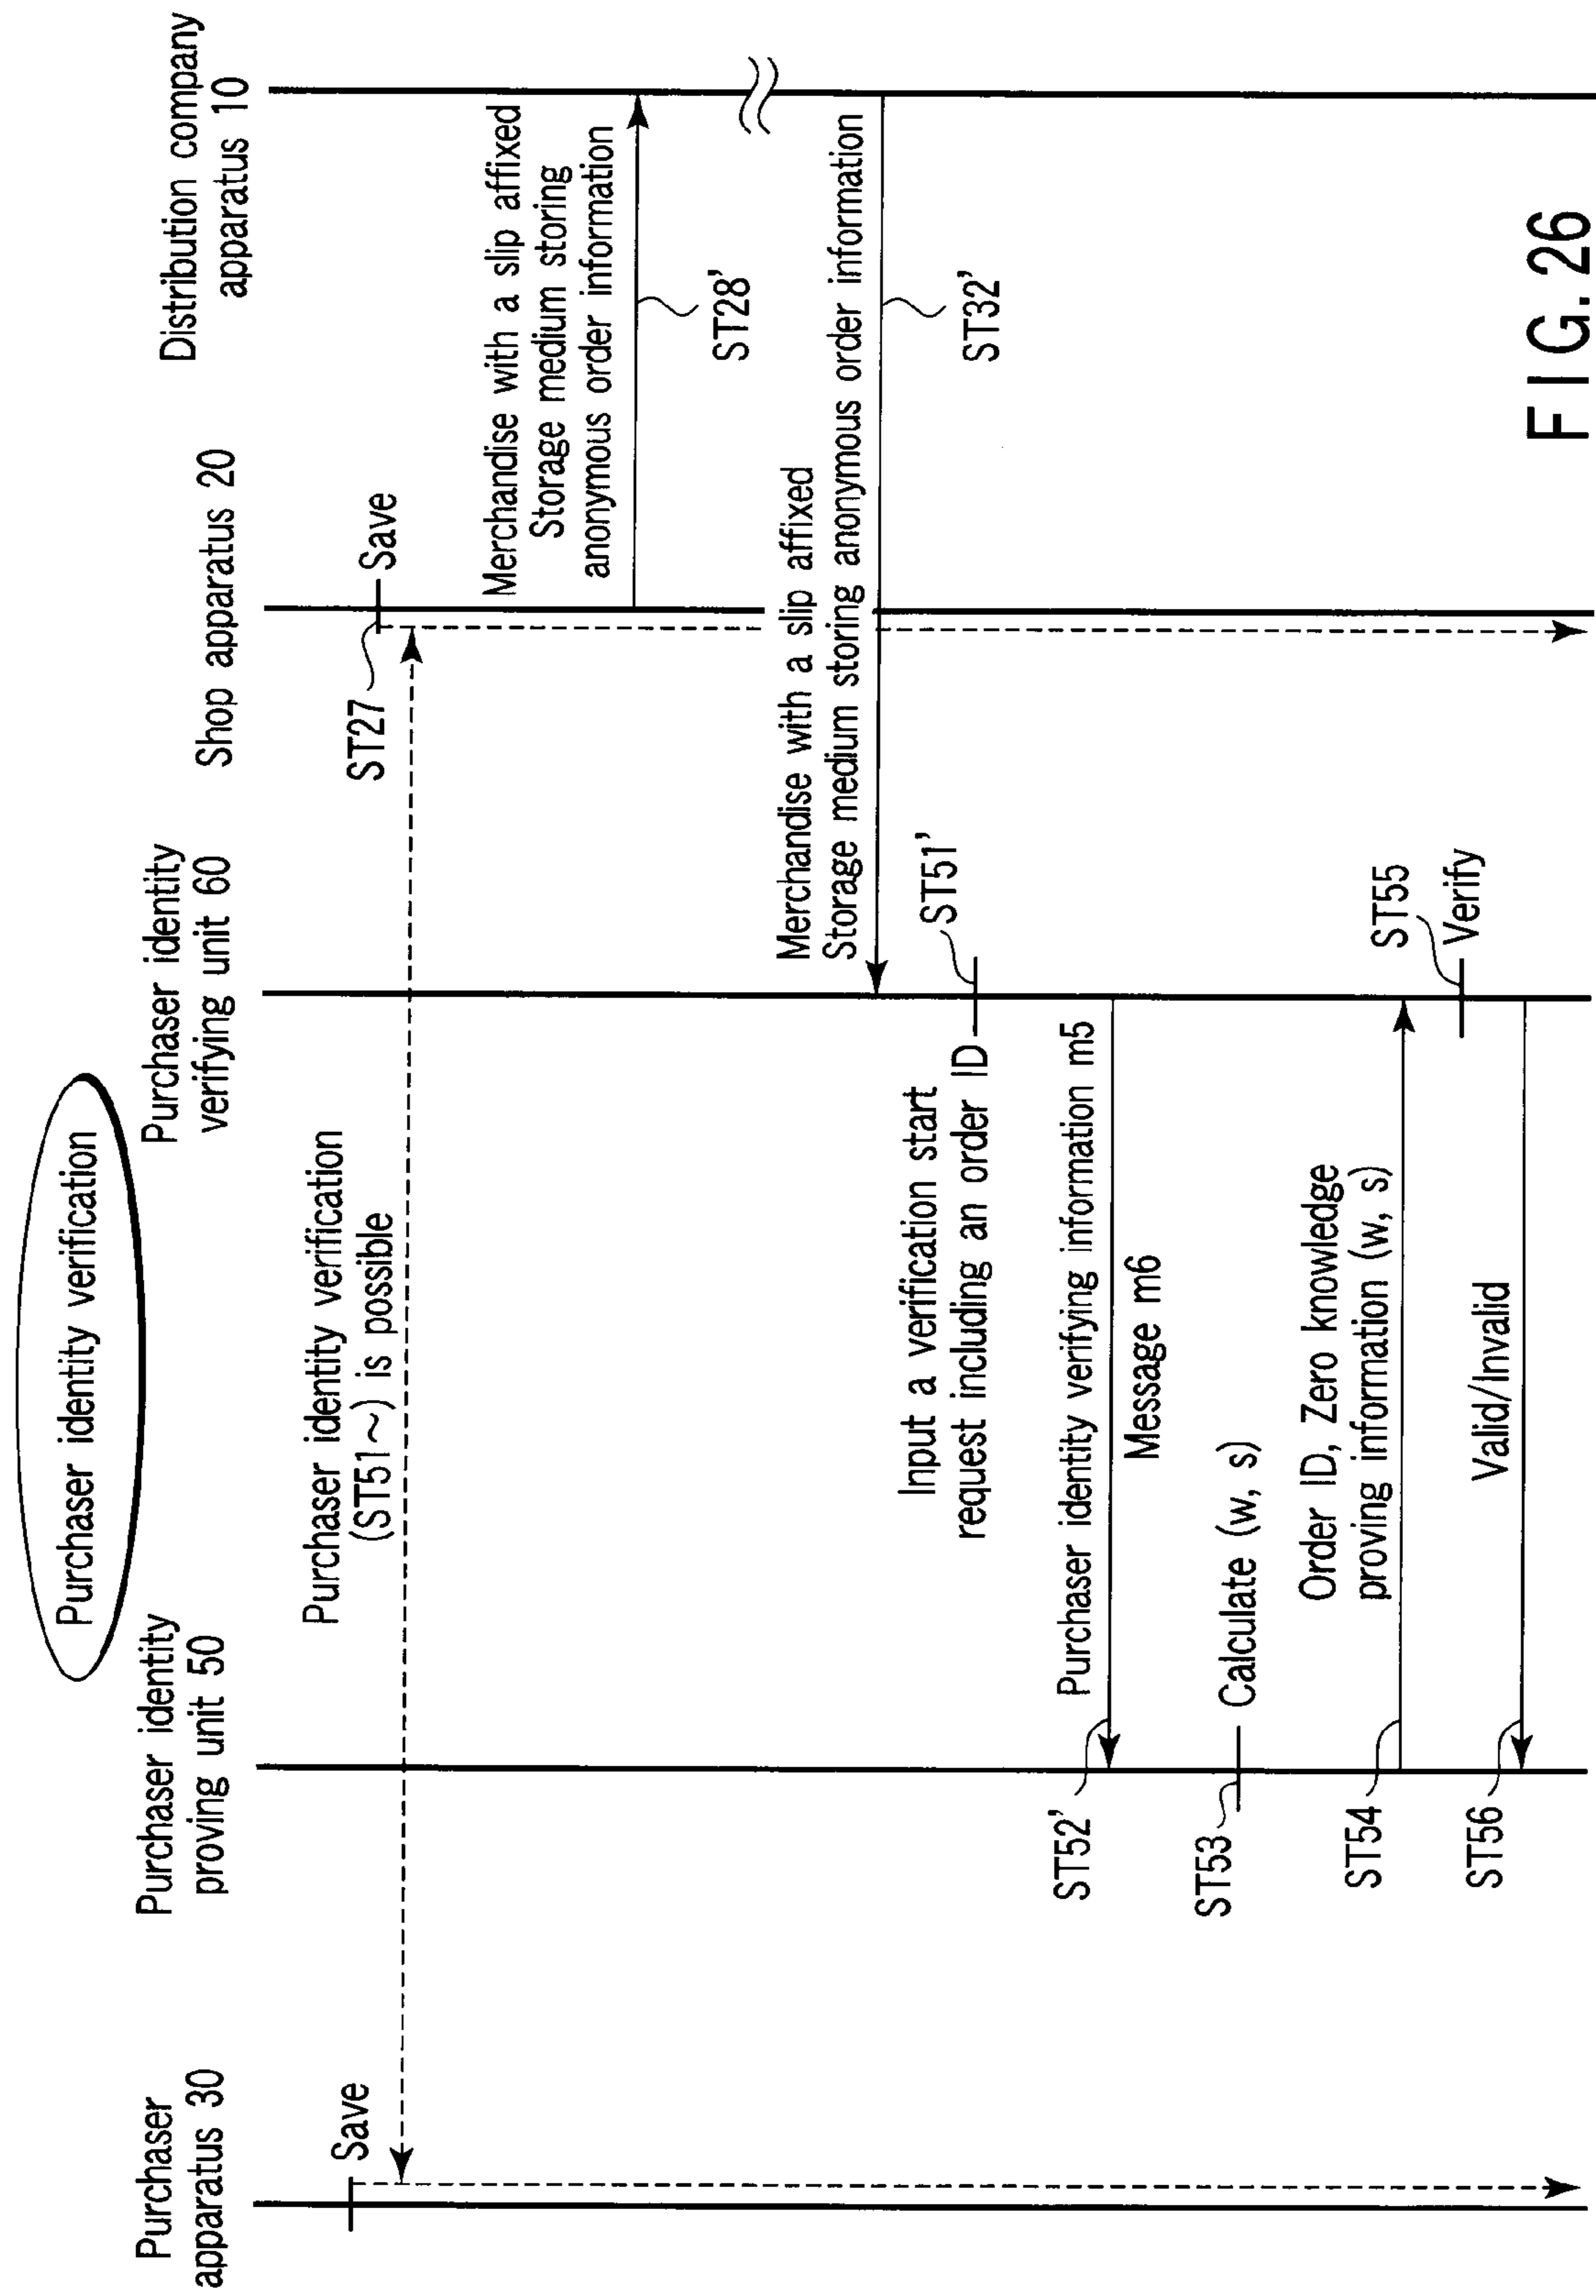 Purchaser identity verification
Purchaser
apparatus 30
Purchaser identity
proving unit 50
Purchaser identity
verifying unit 60
Shop apparatus 20
Distribution company
apparatus 10
Save
ST27
Save
Purchaser identity verification
(ST51~) is possible
Merchandise with a slip affixed
Storage medium storing
anonymous order information
ST28'
Merchandise with a slip affixed
Storage medium storing anonymous order information
ST32'
ST51'
Input a verification start
request including an order ID
Purchaser identity verifying information m5
Message m6
ST52'
ST53
Calculate (w, s)
Order ID, Zero knowledge
proving information (w, s)
ST54
ST55
Verify
Valid/Invalid
ST56
FIG. 26